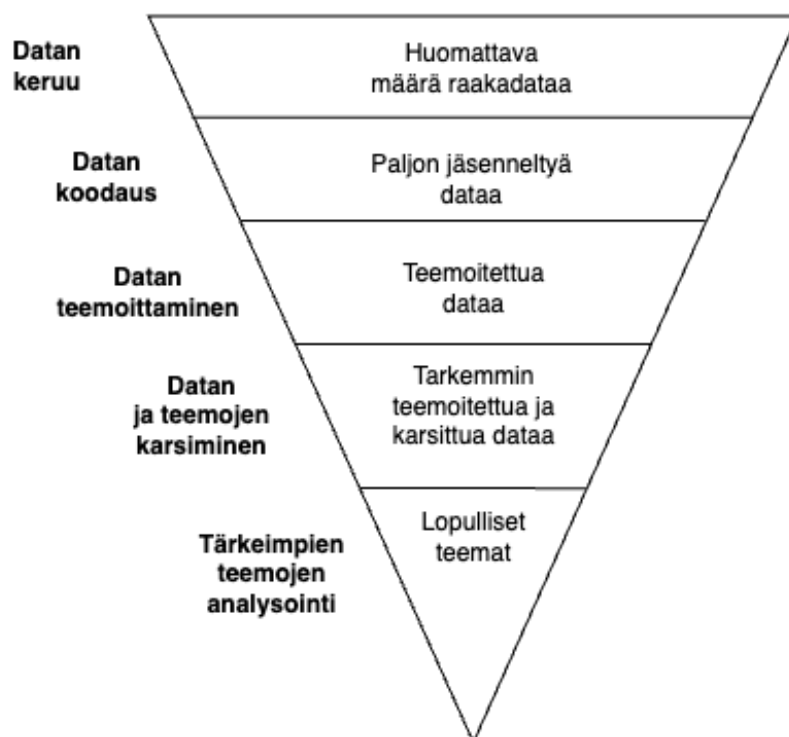 Datan
keruu
Huomattava
määrä raakadataa
Datan
koodaus
Paljon jäsenneltyä
dataa
Datan
teemoittaminen
Teemoitettua
dataa
Datan
ja teemojen
karsiminen
Tarkemmin
teemoitettua ja
karsittua dataa
Tärkeimpien
teemojen
analysointi
Lopulliset
teemat